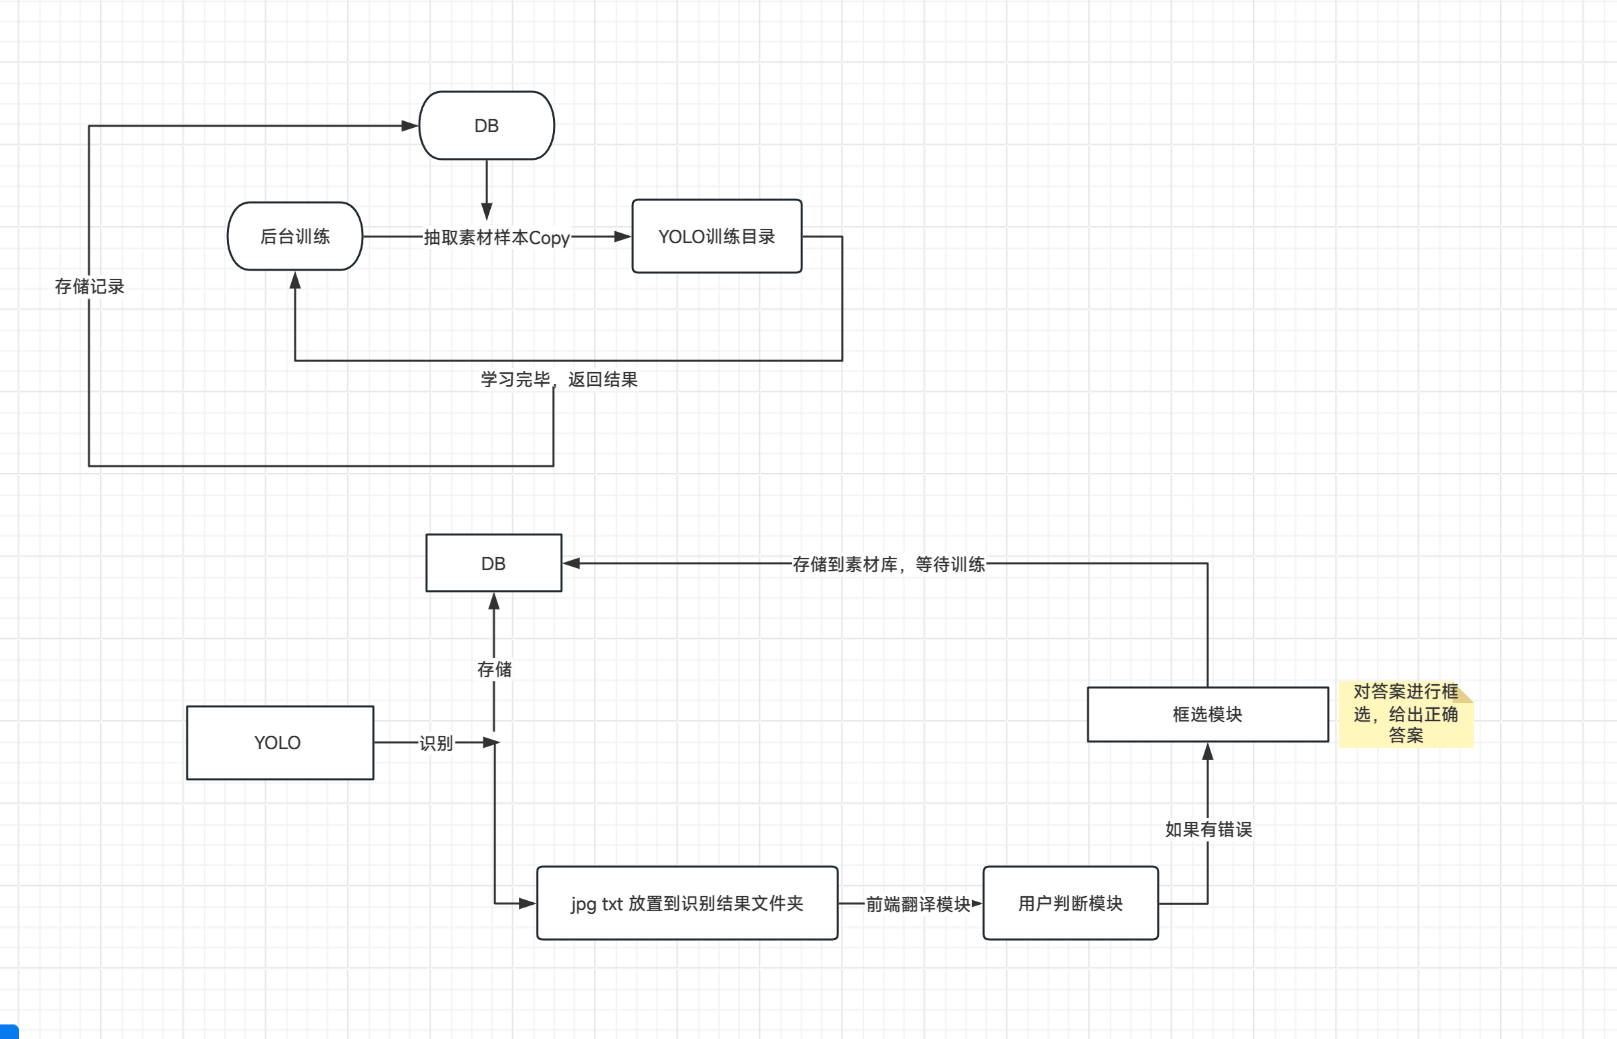 DB
后台训练
抽取素材样本Copy
YOLO训练目录
存储记录
学习完毕，返回结果
DB
存储到素材库，等待训练
存储
YOLO
识别
框选模块
对答案进行框
选，给出正确
答案
如果有错误
jpg txt 放置到识别结果文件夹
前端翻译模块
用户判断模块